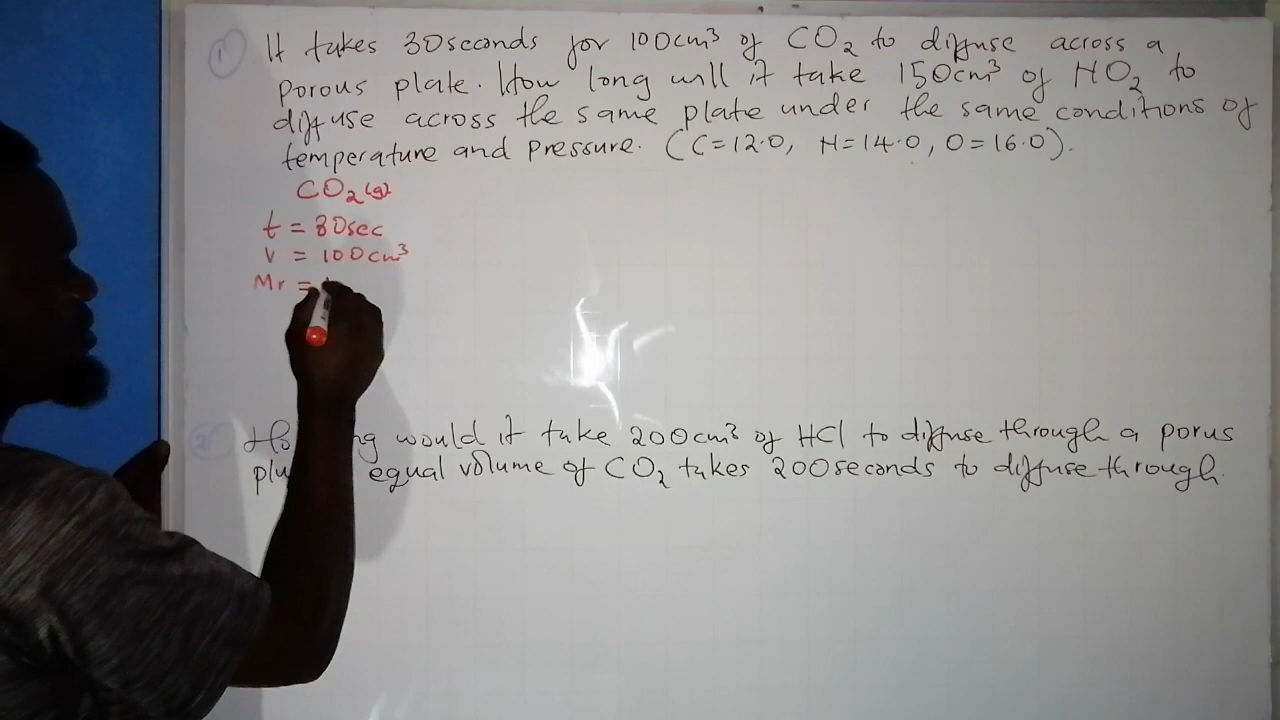 1 It takes 30seconds for 100cm³ of CO₂ to diffuse across a
porous plate. How long will it take 150cm³ of HO₂ to
diffuse across the same plate under the same conditions of
temperature and pressure. (C=12.0, H=14.0, O=16.0).
CO₂(g)
t = 30sec
V = 100cm³
Mr =
2 would it take 200cm³ of HCl to diffuse through a porus
equal volume of CO₂ takes 200seconds to diffuse through.